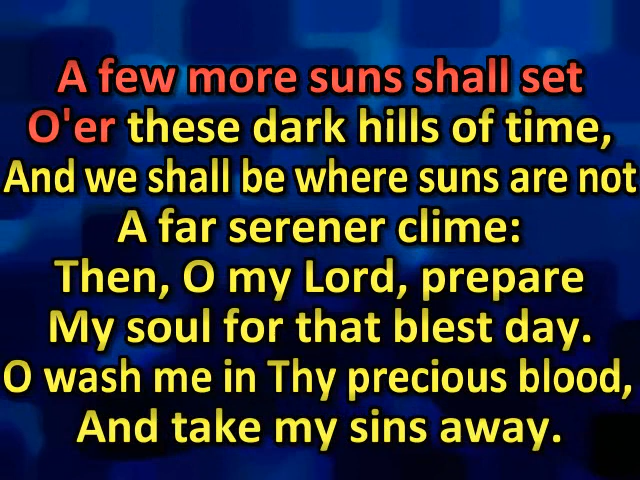 A few more suns shall set
O'er these dark hills of time,
And we shall be where suns are not
A far serener clime:
Then, O my Lord, prepare
My soul for that blest day.
O wash me in Thy precious blood,
And take my sins away.